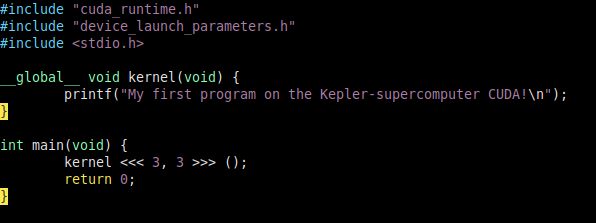 #include "cuda_runtime.h"
#include "device_launch_parameters.h"
#include <stdio.h>
__global__ void kernel(void) {
printf("My first program on the Kepler-supercomputer CUDA!\n");
}
int main(void) {
kernel <<< 3, 3 >>> ();
return 0;
}